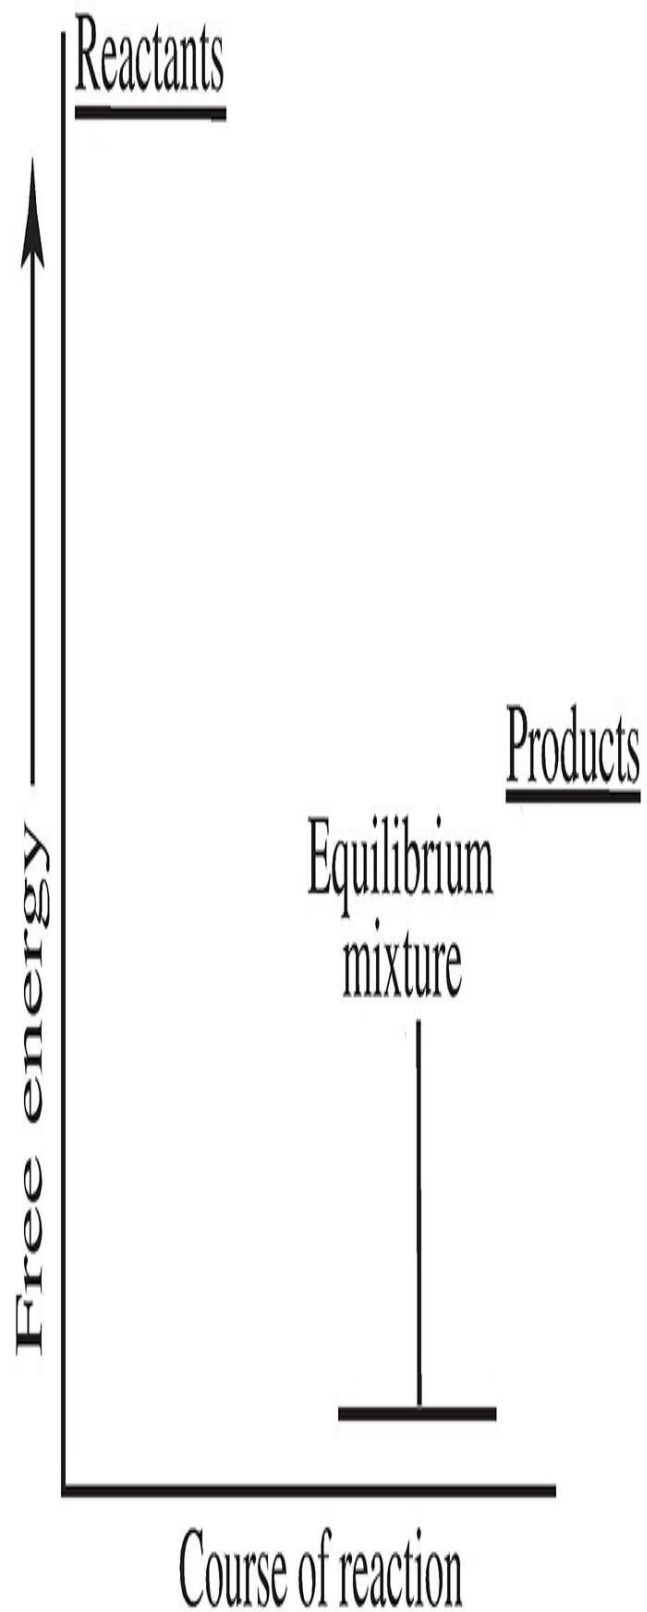 Reactants
Products
Equilibrium
mixture
Free energy
Course of reaction